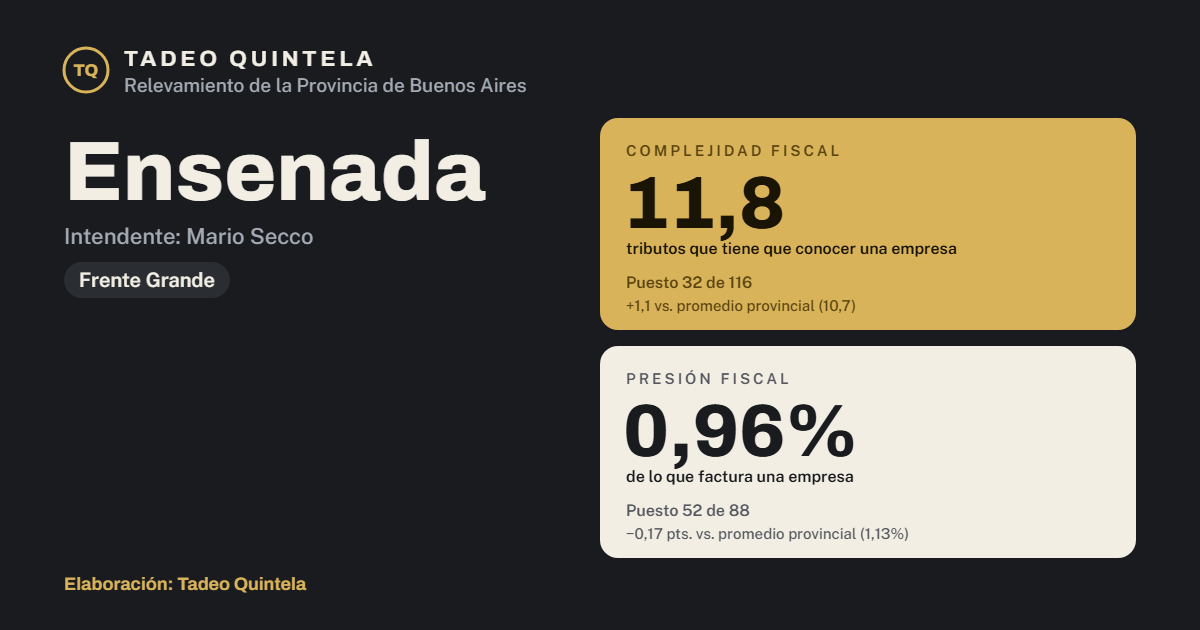 TQ
TADEO QUINTELA
Relevamiento de la Provincia de Buenos Aires
Ensenada
Intendente: Mario Secco
Frente Grande
COMPLEJIDAD FISCAL
11,8
tributos que tiene que conocer una empresa
Puesto 32 de 116
+1,1 vs. promedio provincial (10,7)
PRESIÓN FISCAL
0,96%
de lo que factura una empresa
Puesto 52 de 88
−0,17 pts. vs. promedio provincial (1,13%)
Elaboración: Tadeo Quintela